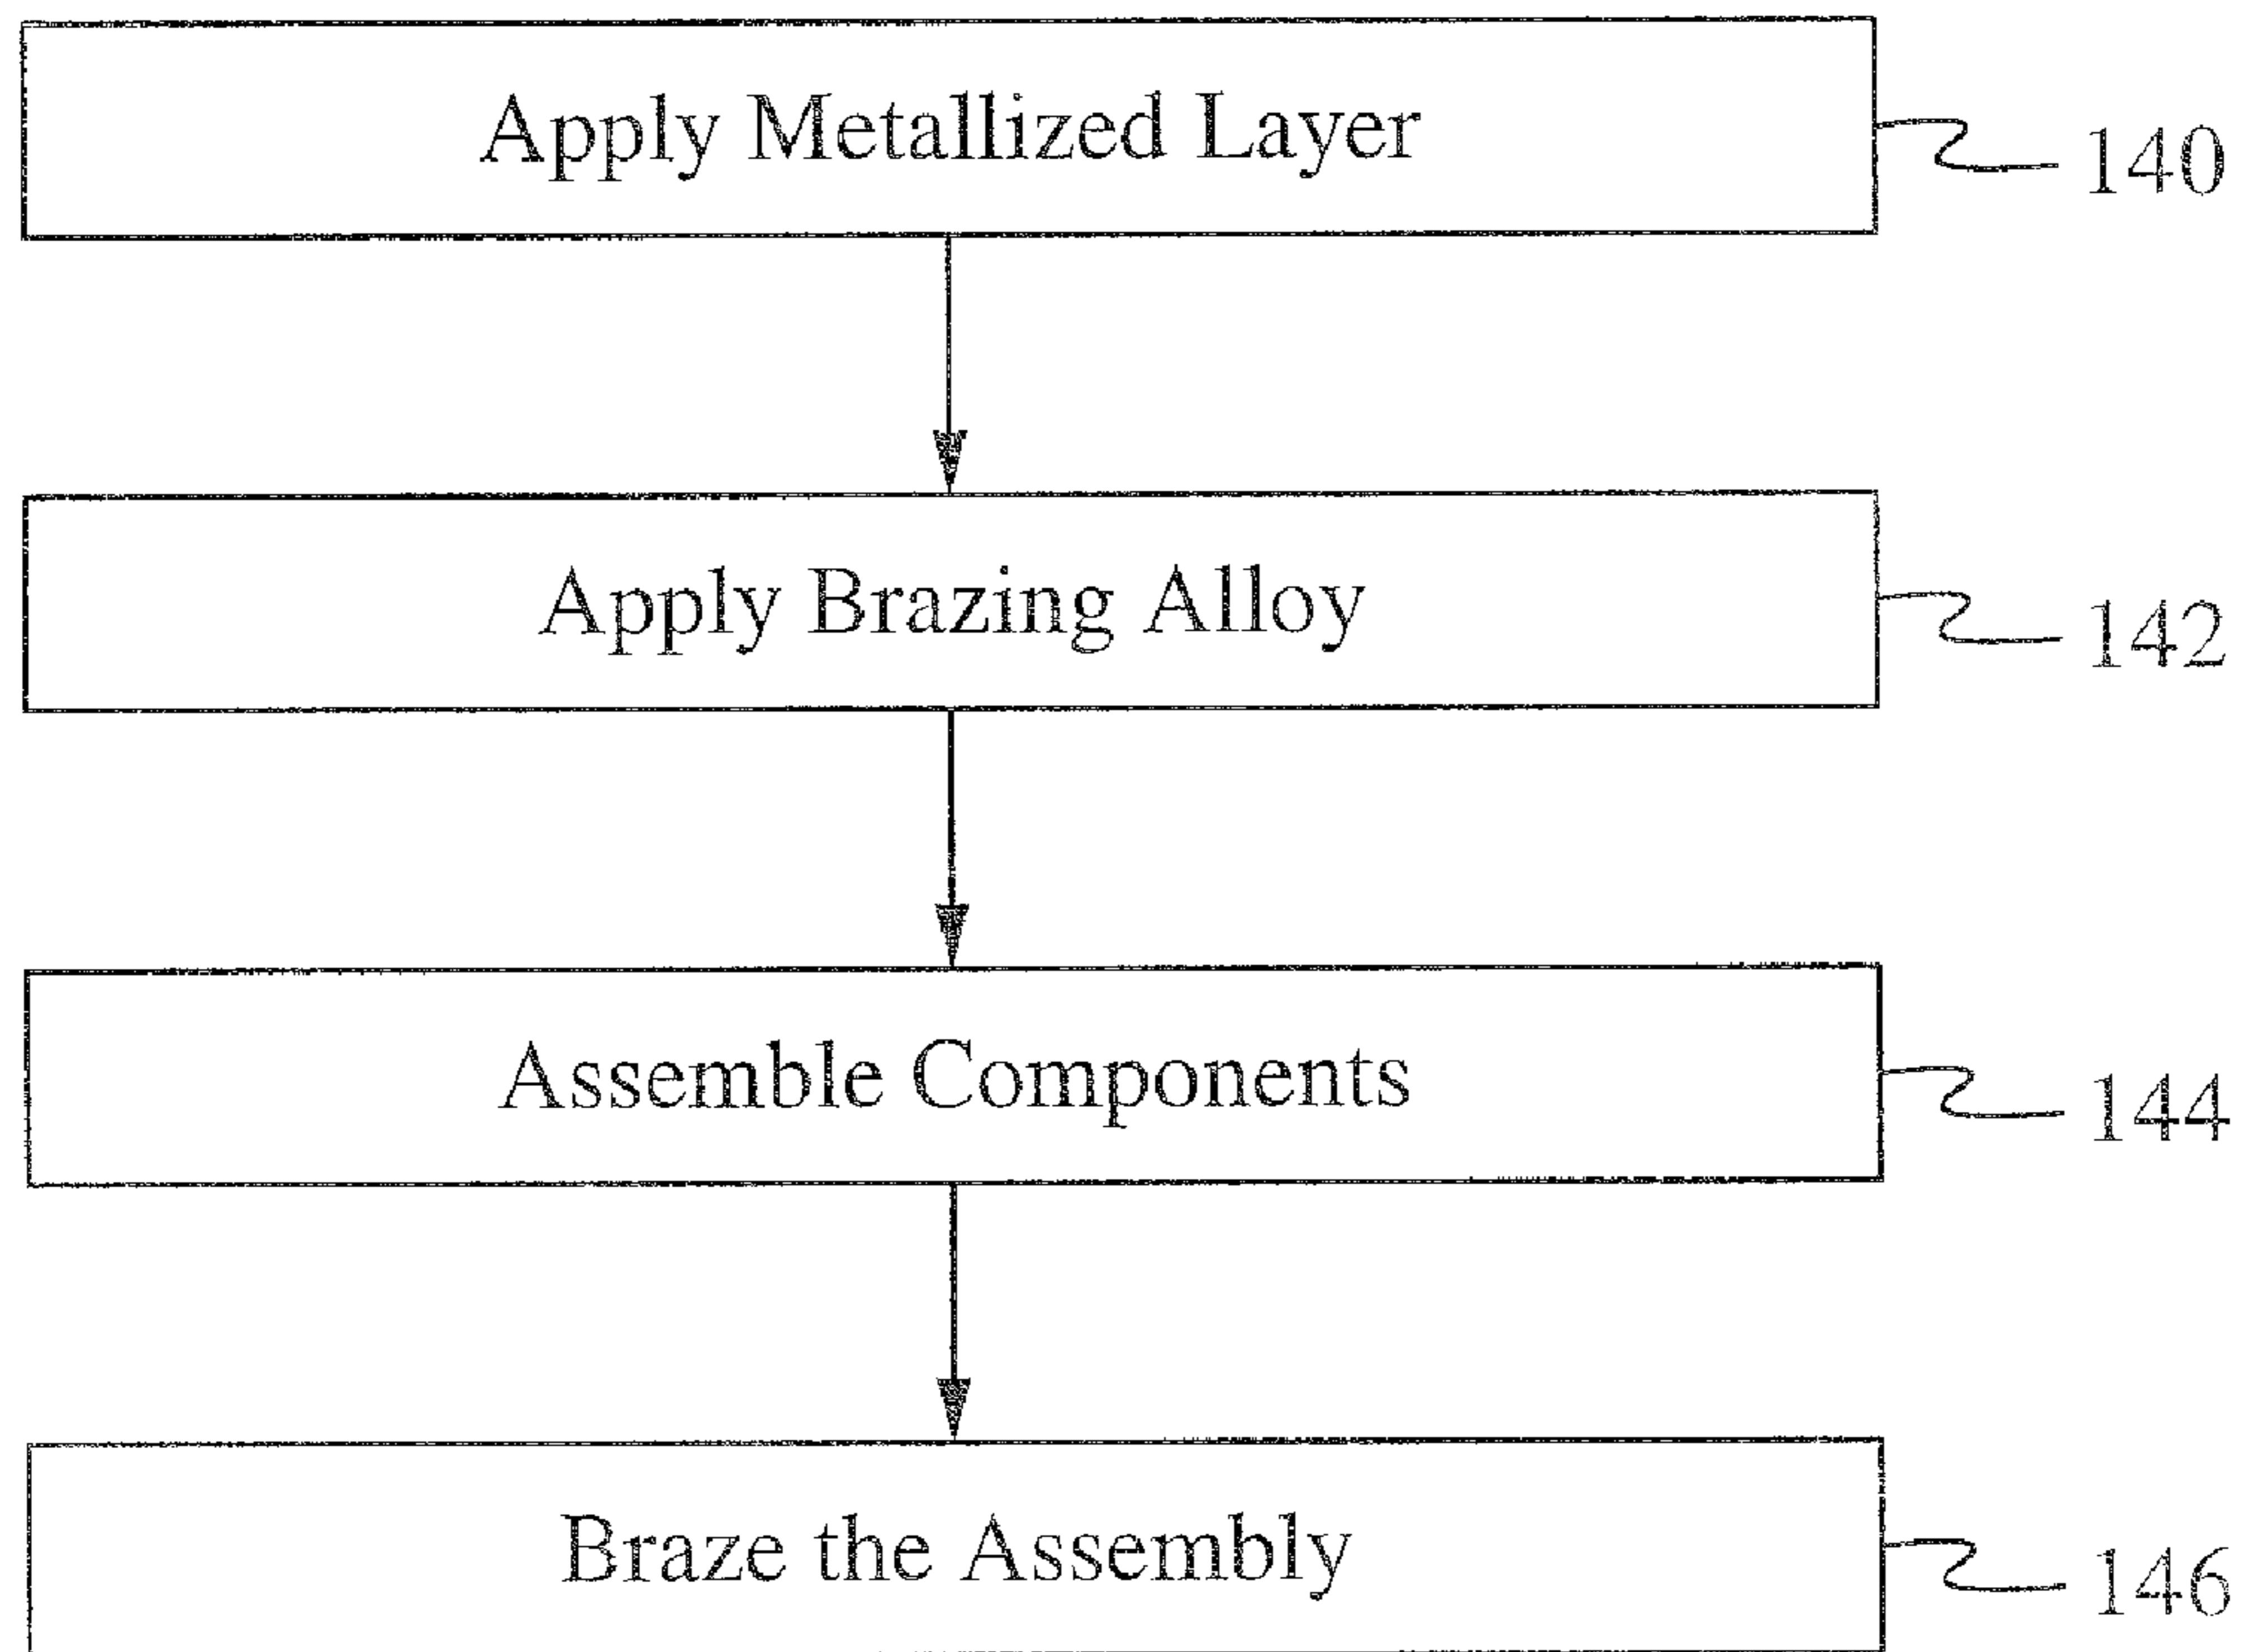 Apply Metallized Layer
140
Apply Brazing Alloy
142
Assemble Components
144
Braze the Assembly
146